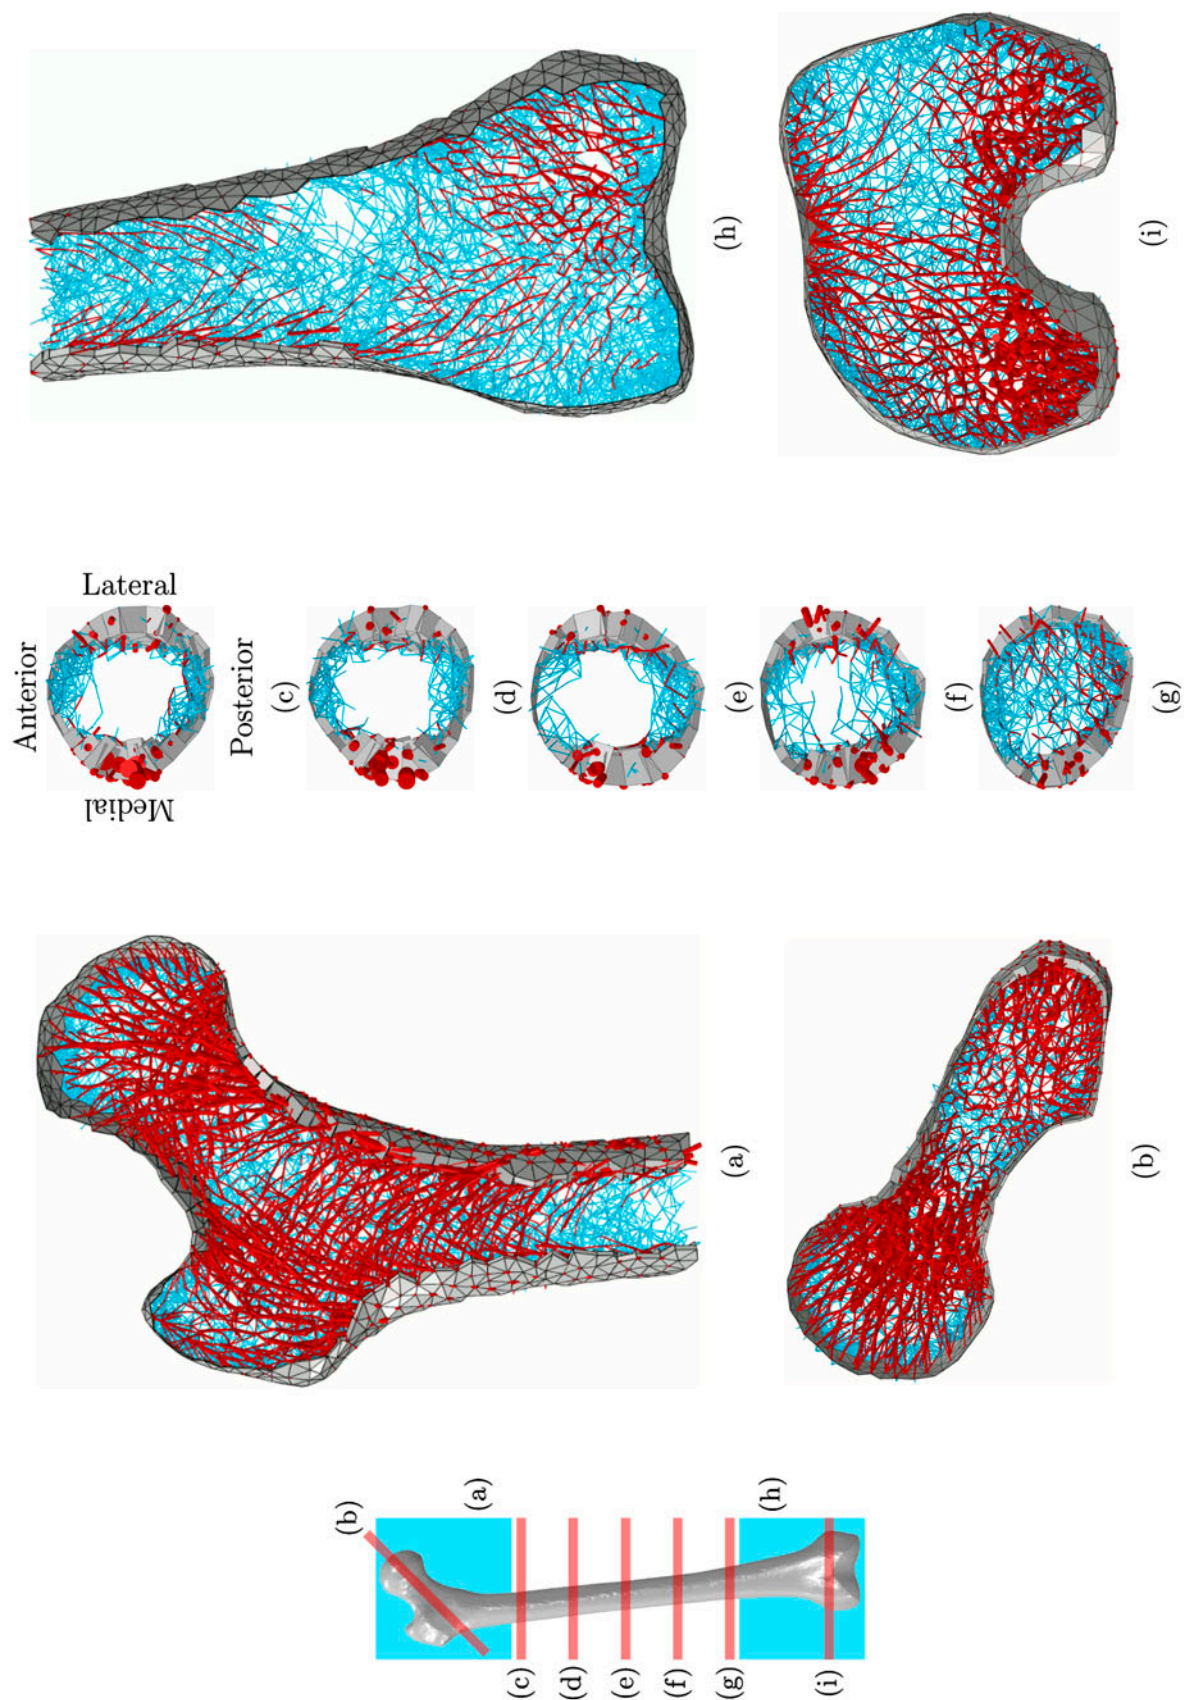 Anterior
Lateral
Medial
Posterior
(a)
(b)
(c)
(d)
(e)
(f)
(g)
(h)
(i)
(b)
(a)
(c)
(d)
(e)
(f)
(g)
(h)
(i)